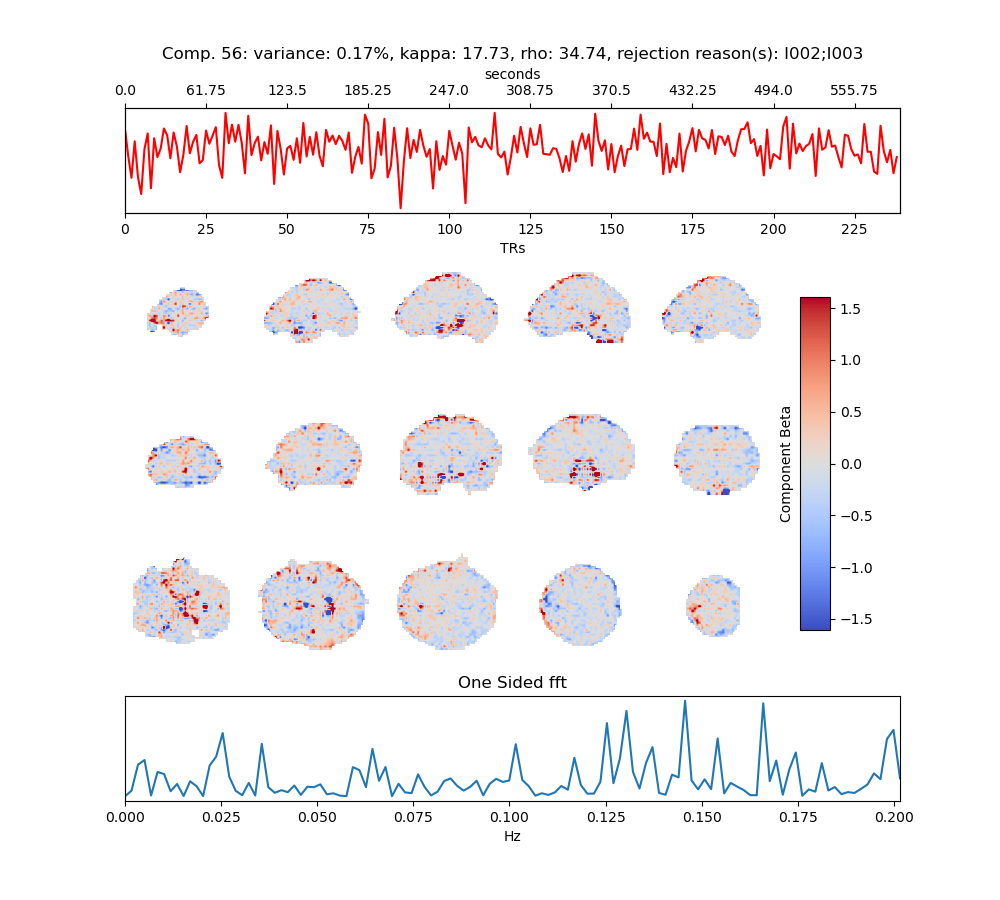 Comp. 56: variance: 0.17%, kappa: 17.73, rho: 34.74, rejection reason(s): I002;I003
seconds
0.0 61.75 123.5 185.25 247.0 308.75 370.5 432.25 494.0 555.75
0 25 50 75 100 125 150 175 200 225
TRs
1.5
1.0
0.5
0.0
−0.5
−1.0
−1.5
Component Beta
One Sided fft
0.000 0.025 0.050 0.075 0.100 0.125 0.150 0.175 0.200
Hz